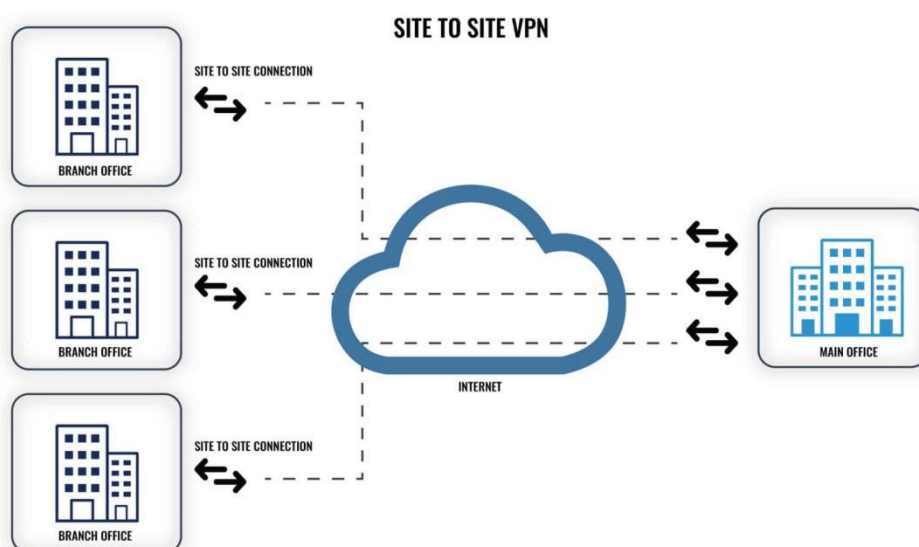 SITE TO SITE VPN
SITE TO SITE CONNECTION
BRANCH OFFICE
SITE TO SITE CONNECTION
BRANCH OFFICE
MAIN OFFICE
INTERNET
SITE TO SITE CONNECTION
BRANCH OFFICE